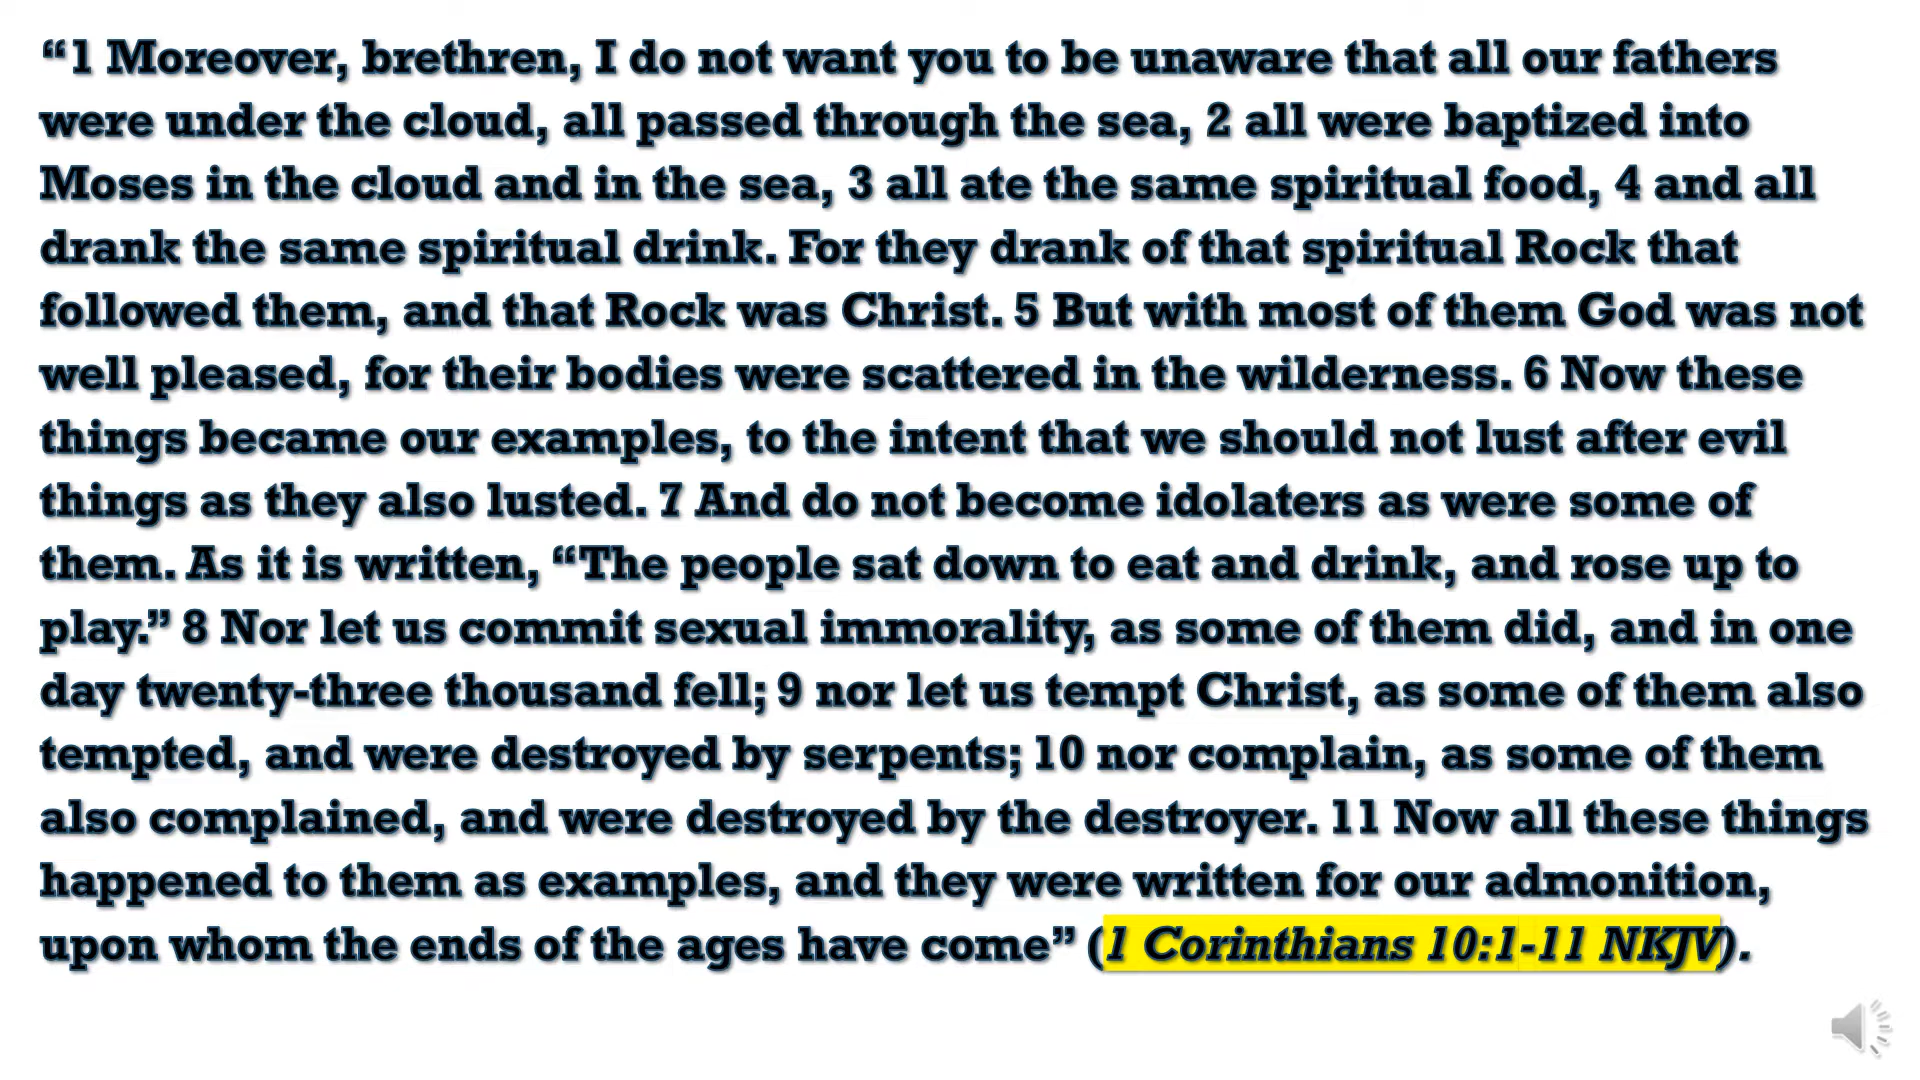 “1 Moreover, brethren, I do not want you to be unaware that all our fathers
were under the cloud, all passed through the sea, 2 all were baptized into
Moses in the cloud and in the sea, 3 all ate the same spiritual food, 4 and all
drank the same spiritual drink. For they drank of that spiritual Rock that
followed them, and that Rock was Christ. 5 But with most of them God was not
well pleased, for their bodies were scattered in the wilderness. 6 Now these
things became our examples, to the intent that we should not lust after evil
things as they also lusted. 7 And do not become idolaters as were some of
them. As it is written, “The people sat down to eat and drink, and rose up to
play.” 8 Nor let us commit sexual immorality, as some of them did, and in one
day twenty-three thousand fell; 9 nor let us tempt Christ, as some of them also
tempted, and were destroyed by serpents; 10 nor complain, as some of them
also complained, and were destroyed by the destroyer. 11 Now all these things
happened to them as examples, and they were written for our admonition,
upon whom the ends of the ages have come” (1 Corinthians 10:1-11 NKJV).